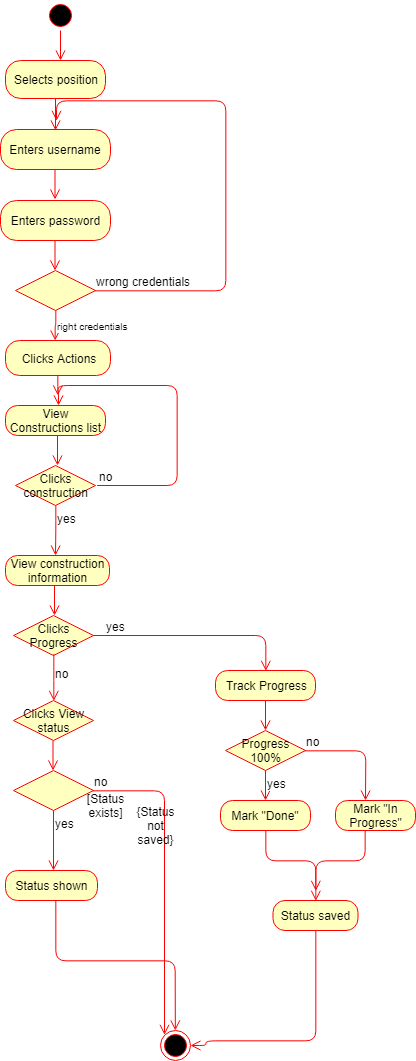 Selects position
Enters username
Enters password
wrong credentials
right credentials
Clicks Actions
View
Constructions list
Clicks
construction
no
yes
View construction
information
Clicks
Progress
yes
no
Track Progress
Clicks View
status
Progress
100%
no
yes
no
[Status
exists]
{Status
not
saved}
yes
Mark "Done"
Mark "In
Progress"
Status shown
Status saved